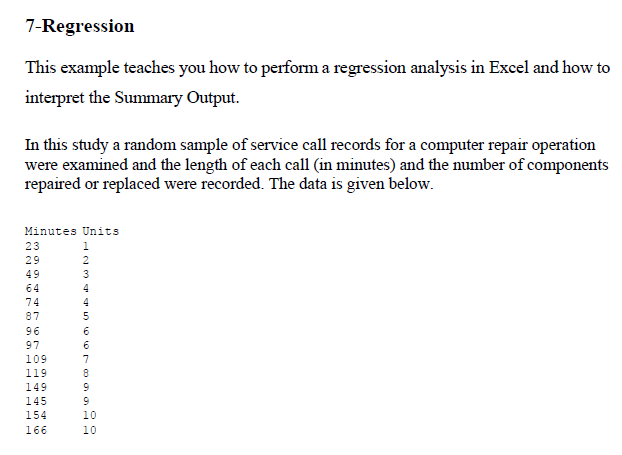 7-Regression
This example teaches you how to perform a regression analysis in Excel and how to
interpret the Summary Output.
In this study a random sample of service call records for a computer repair operation
were examined and the length of each call (in minutes) and the number of components
repaired or replaced were recorded. The data is given below.
Minutes Units
23 1
29 2
49 3
64 4
74 4
87 5
96 6
97 6
109 7
119 8
149 9
145 9
154 10
166 10